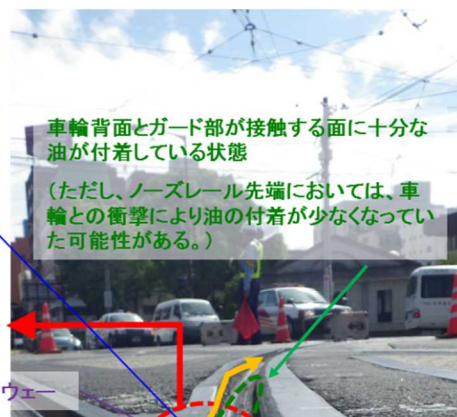 車輪背面とガード部が接触する面に十分な
油が付着している状態
（ただし、ノーズレール先端においては、車
輪との衝撃により油の付着が少なくなってい
た可能性がある。）
ウェー